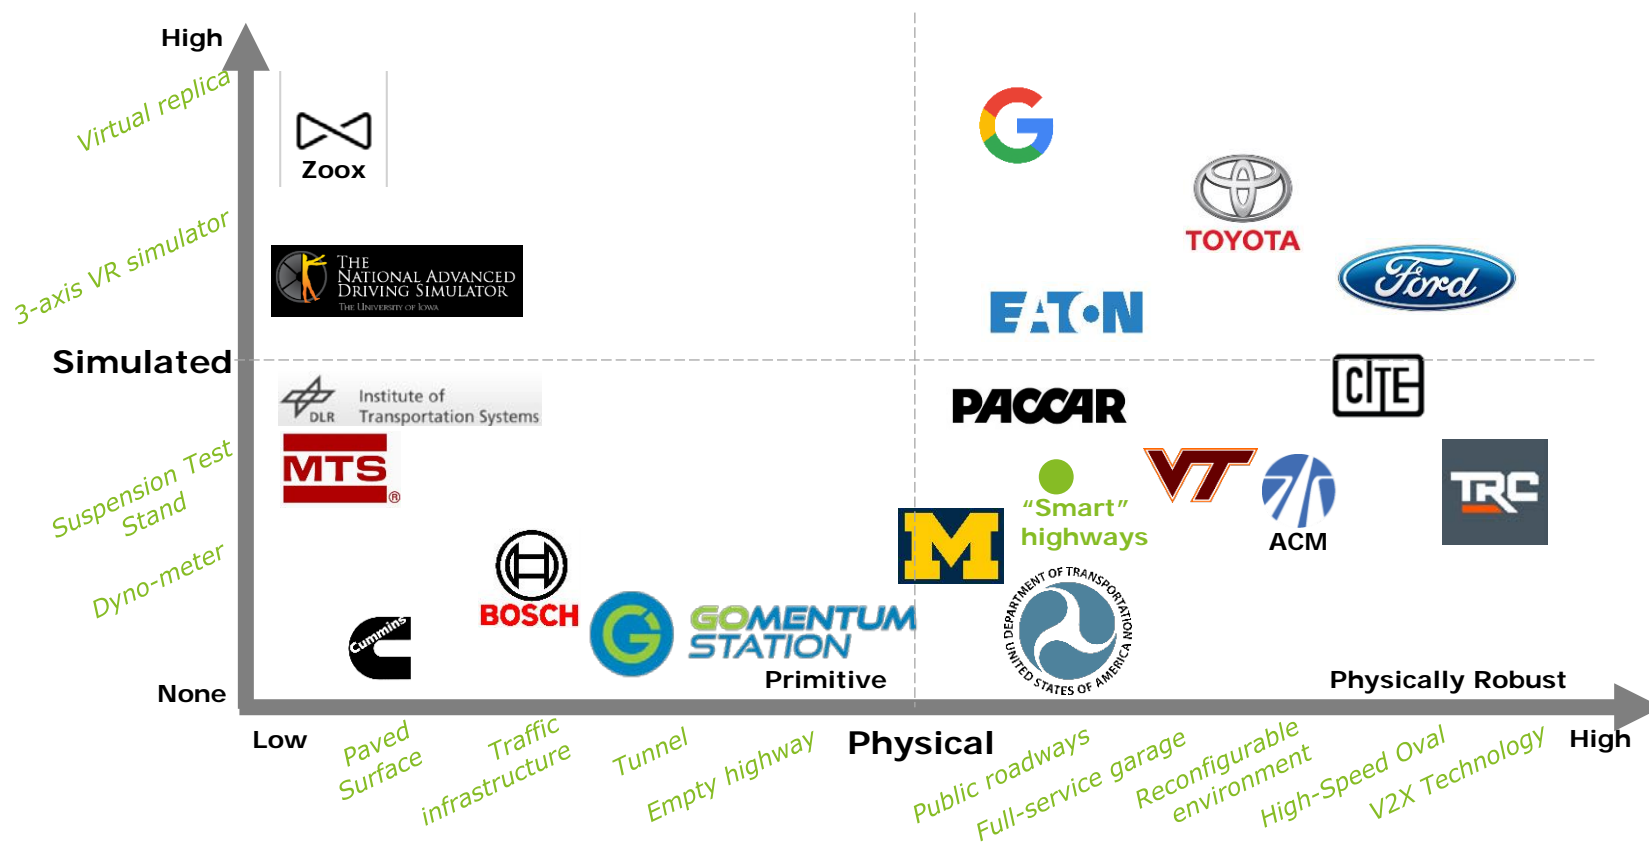 High
Virtual replica
Zoox
3-axis VR simulator
THE
NATIONAL ADVANCED
DRIVING SIMULATOR
THE UNIVERSITY OF IOWA
TOYOTA
Ford
EATON
Simulated
DLR
Institute of
Transportation Systems
PACCAR
CITE
Suspension Test
Stand
MTS
®
VT
TRC
"Smart"
highways
ACM
M
Dyno-meter
BOSCH
Cummins
G
GOMENTUM
STATION
DEPARTMENT OF TRANSPORTATION
UNITED STATES OF AMERICA
None
Primitive
Physically Robust
Low
Physical
High
Paved
Surface
Traffic
infrastructure
Tunnel
Empty highway
Public roadways
Full-service garage
Reconfigurable
environment
High-Speed Oval
V2X Technology